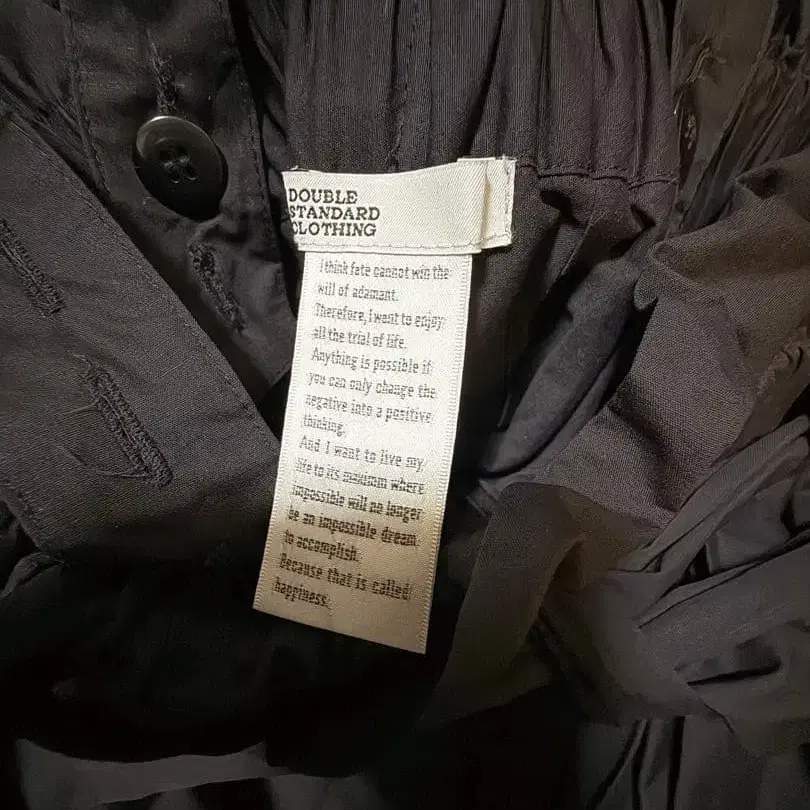 DOUBLE
STANDARD
CLOTHING
I think fate cannot win the
will of adamant.
Therefore, I want to enjoy
all the trial of life.
Anything is possible if
you can only change the
negative into a positive
thinking.
And I want to live my
life to its maximum where
impossible will no longer
be an impossible dream
to accomplish.
Because that is called
happiness.